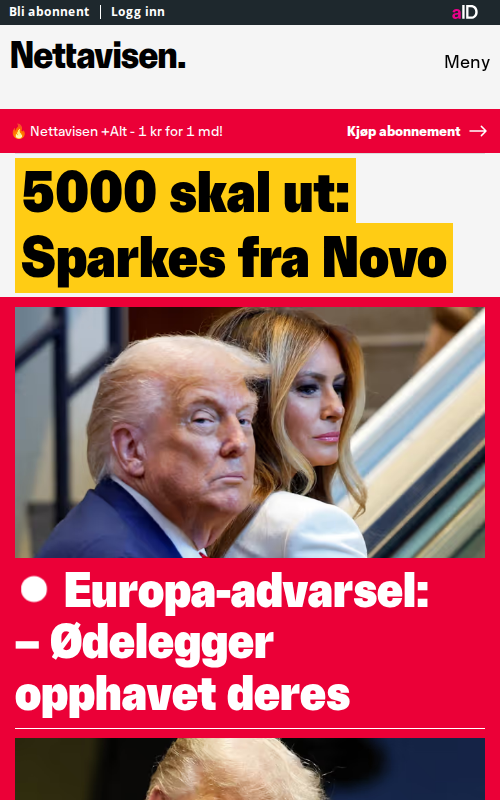 Bli abonnent | Logg inn
aID
Nettavisen.
Meny
🔥 Nettavisen +Alt - 1 kr for 1 md!
Kjøp abonnement →
5000 skal ut:
Sparkes fra Novo
Europa-advarsel:
– Ødelegger
opphavet deres